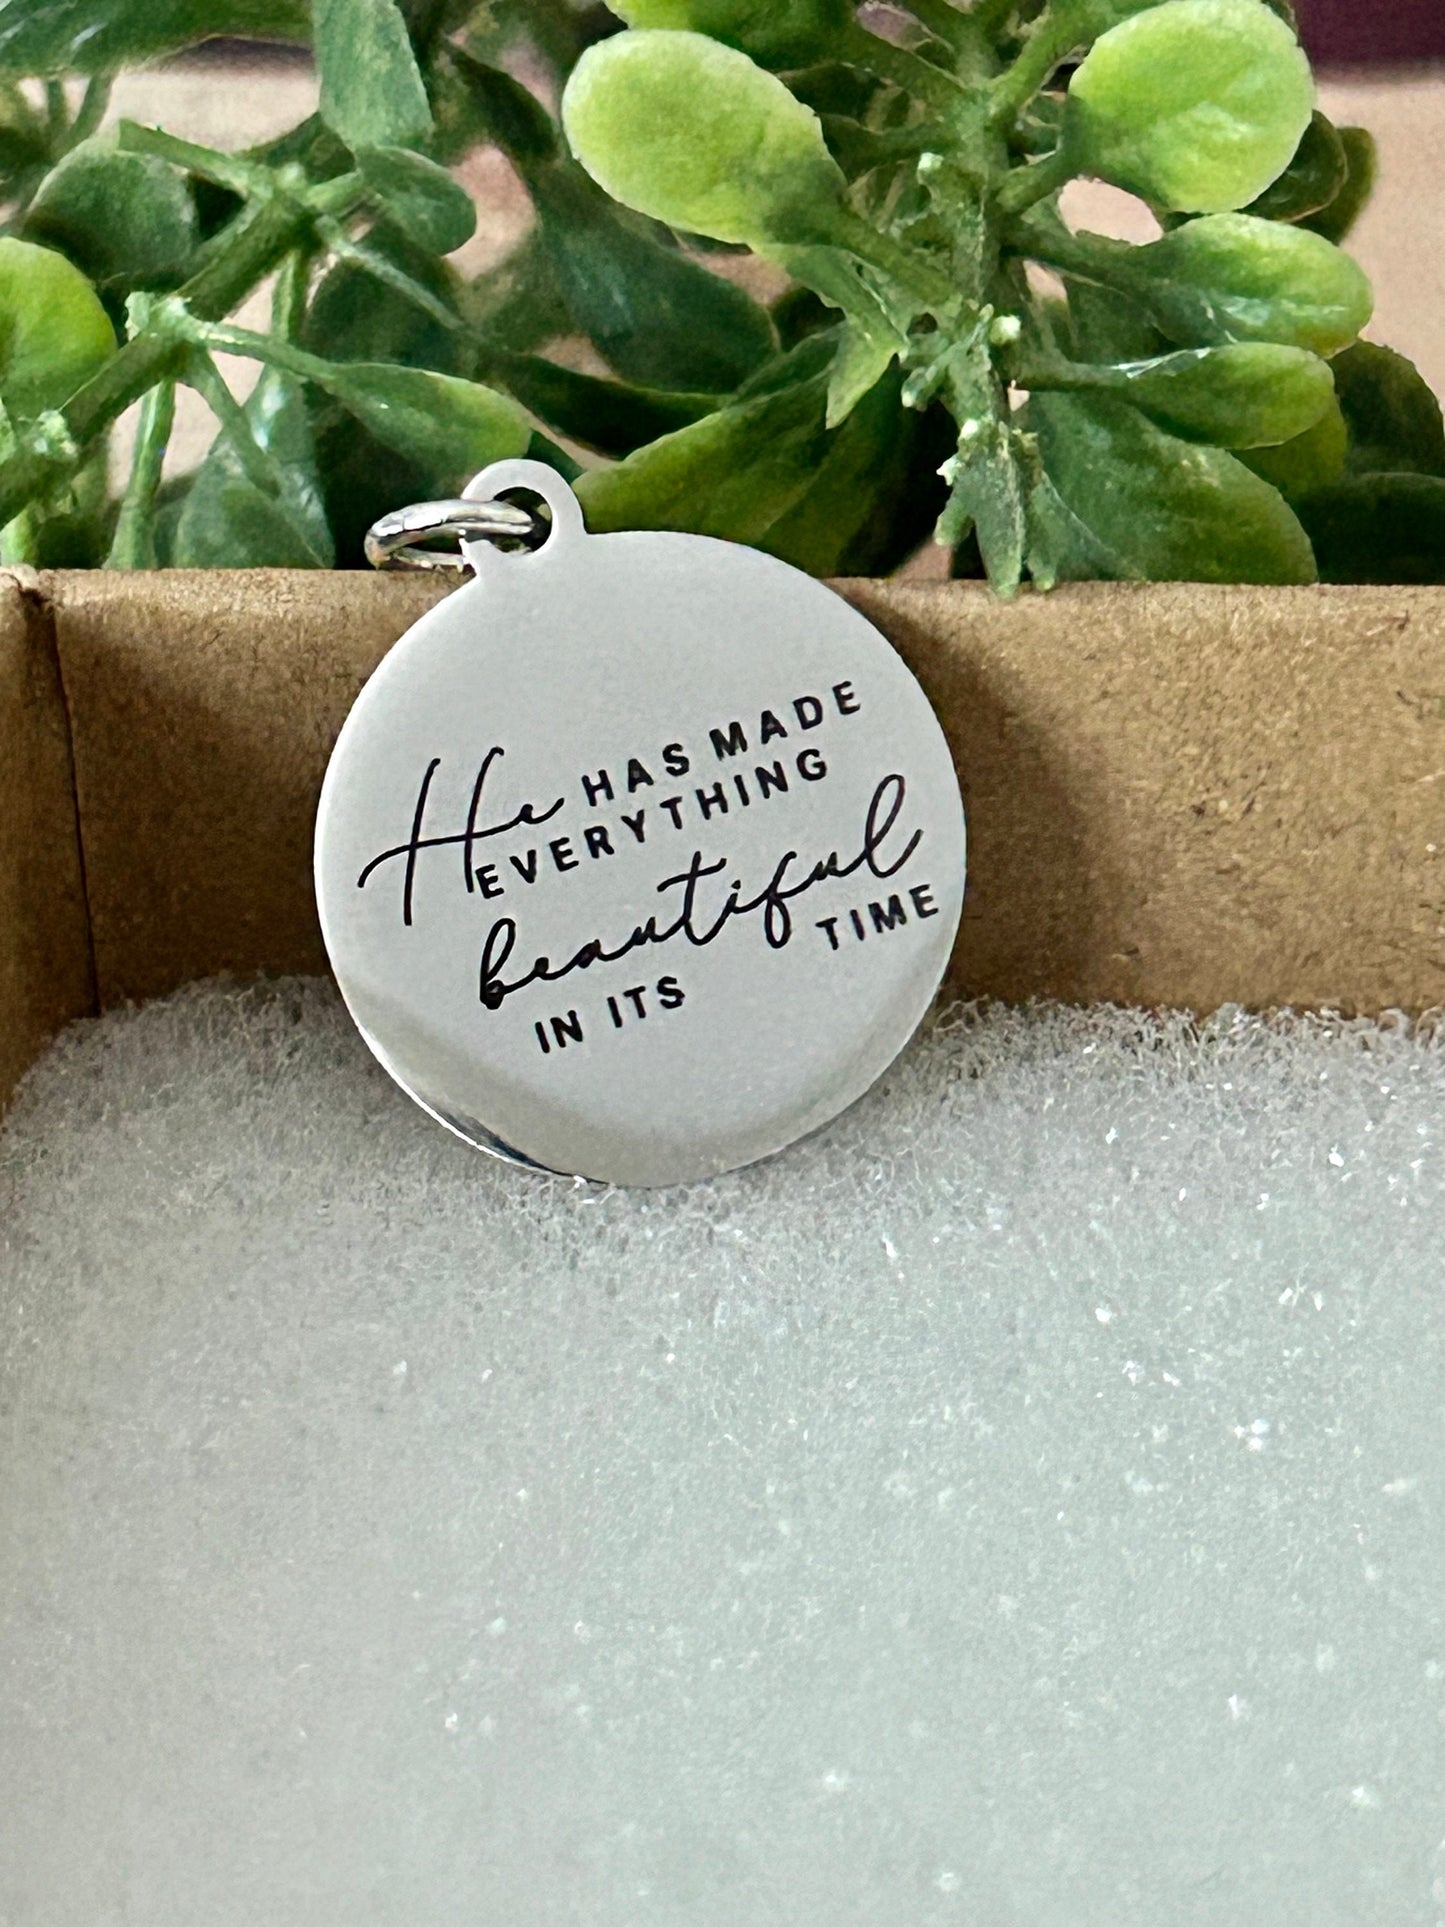 He HAS MADE
EVERYTHING
beautiful
IN ITS TIME